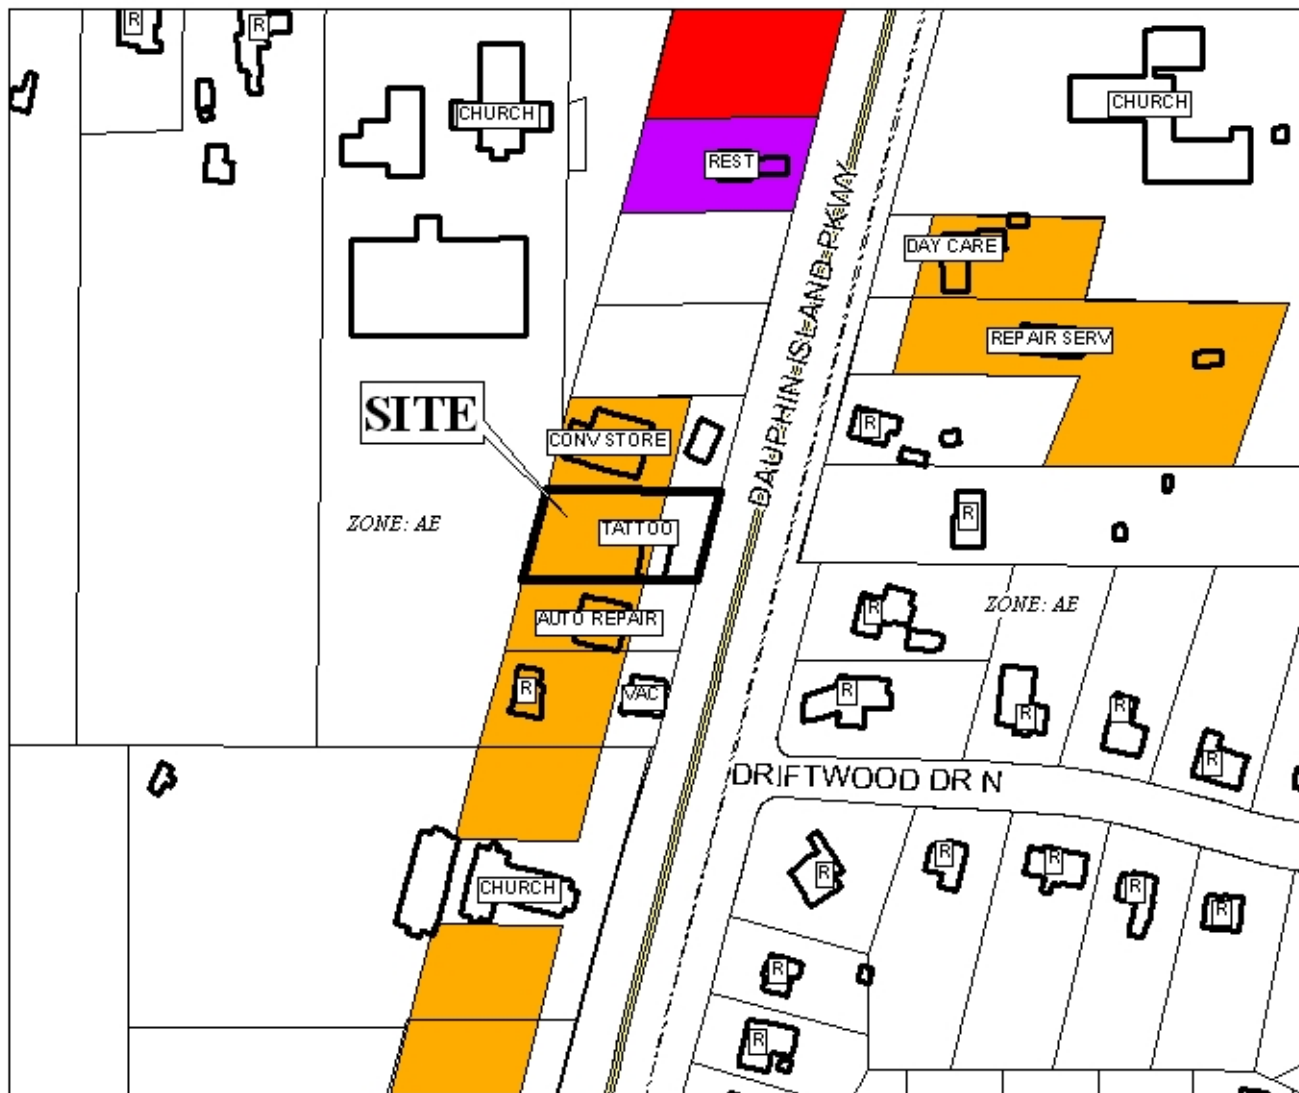 R
R
CHURCH
CHURCH
REST
DAY CARE
REPAIR SERV
DAUPHIN ISLAND PKWY
SITE
CONV STORE
R
ZONE: AE
TATTOO
R
ZONE: AE
AUTO REPAIR
R
R
VAC
R
R
R
R
DRIFTWOOD DR N
CHURCH
R
R
R
R
R
R
R